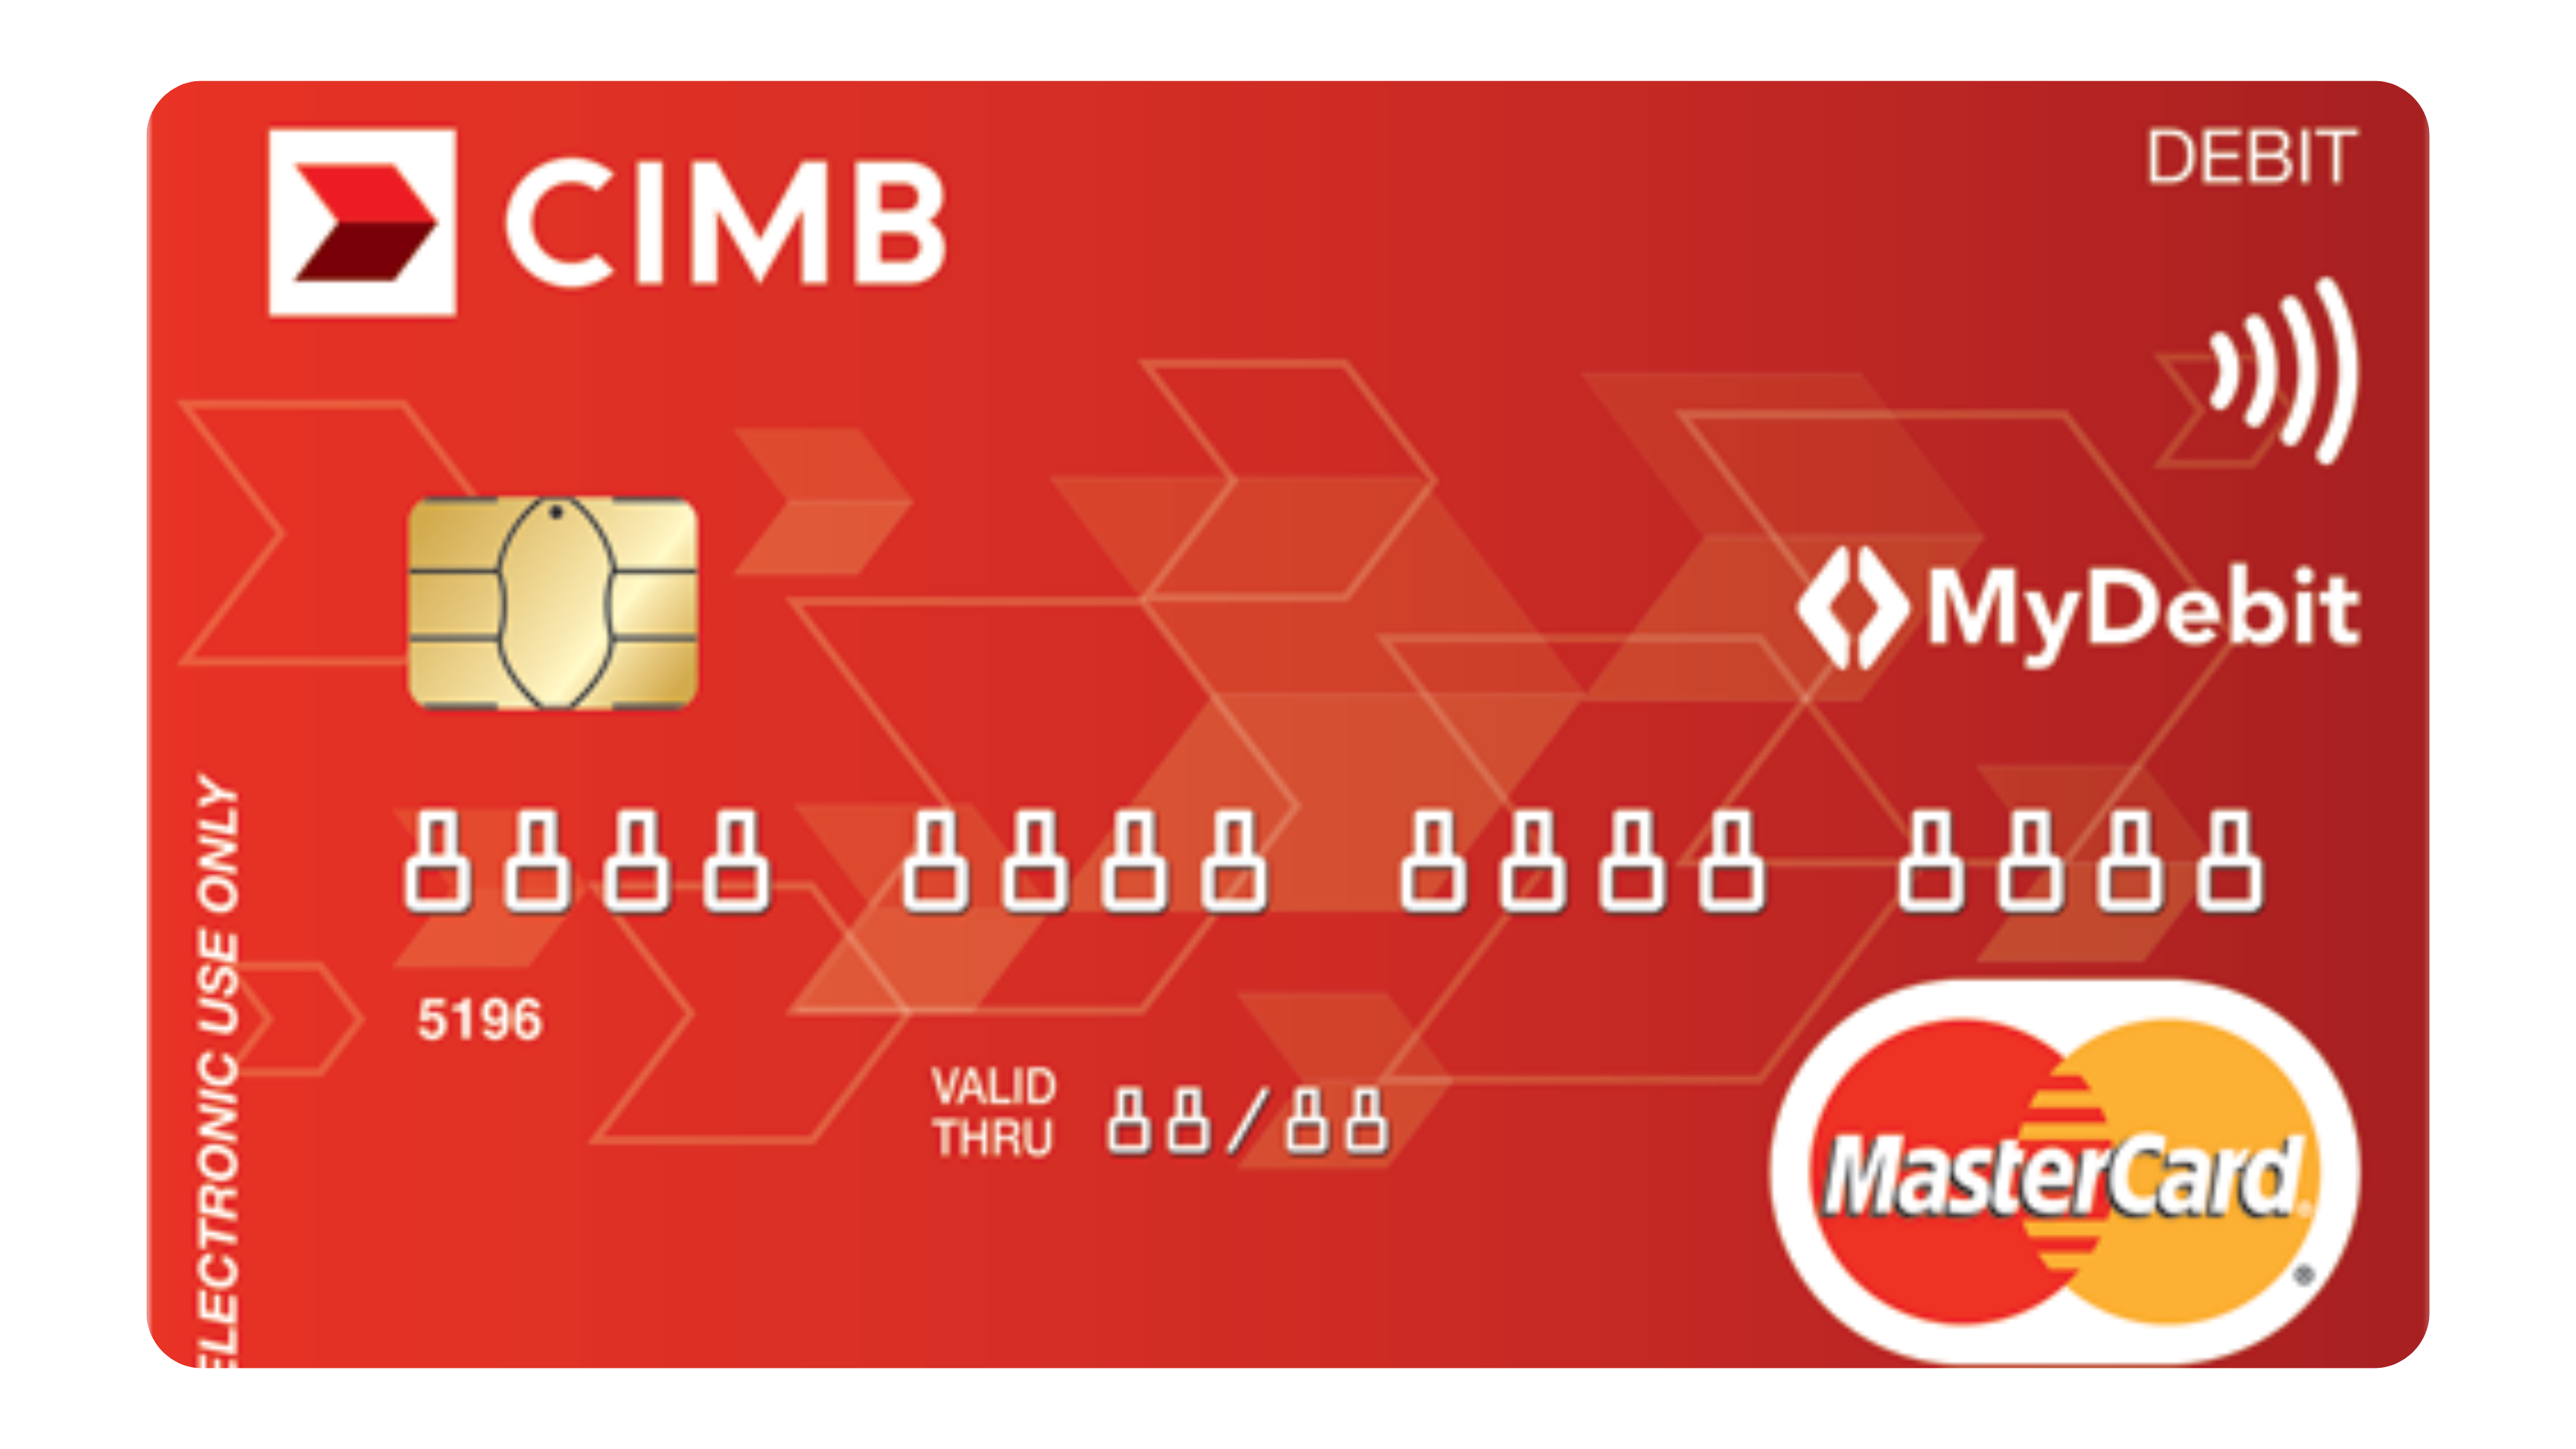 CIMB
DEBIT
MyDebit
8888 8888 8888 8888
5196
VALID
THRU
88/88
ELECTRONIC USE ONLY
MasterCard
®